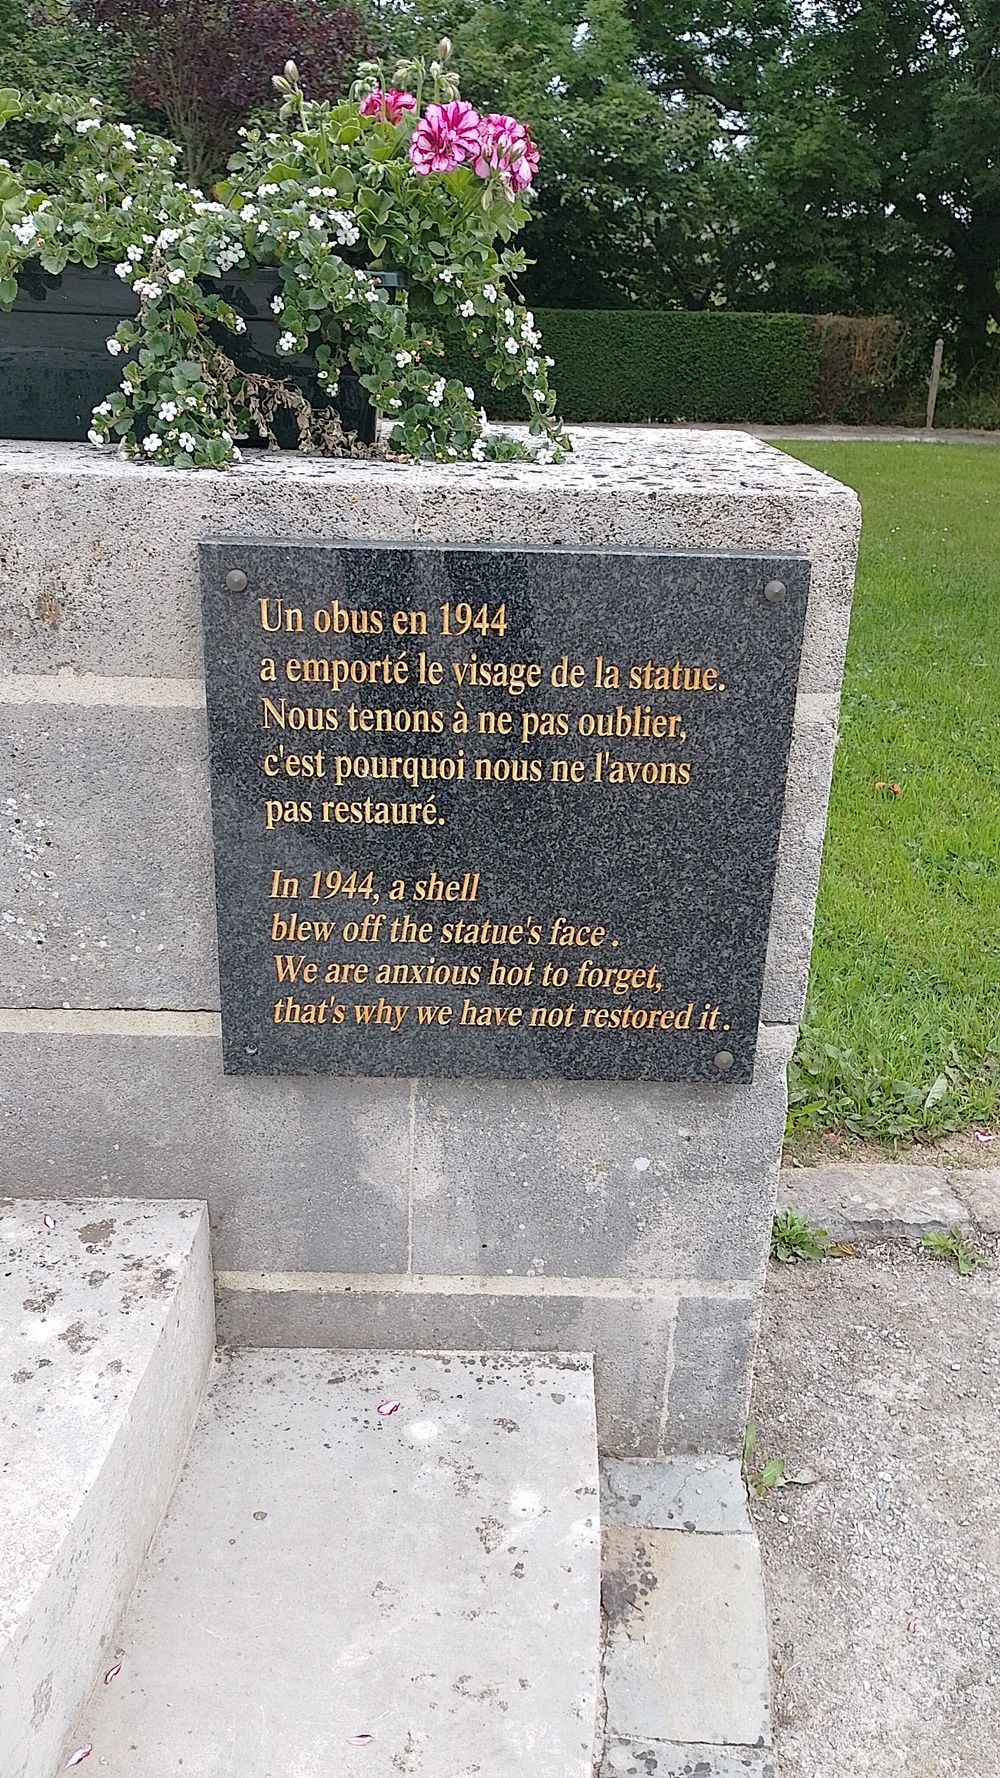 Un obus en 1944
a emporté le visage de la statue.
Nous tenons à ne pas oublier,
c'est pourquoi nous ne l'avons
pas restauré.
In 1944, a shell
blew off the statue's face .
We are anxious hot to forget,
that's why we have not restored it .